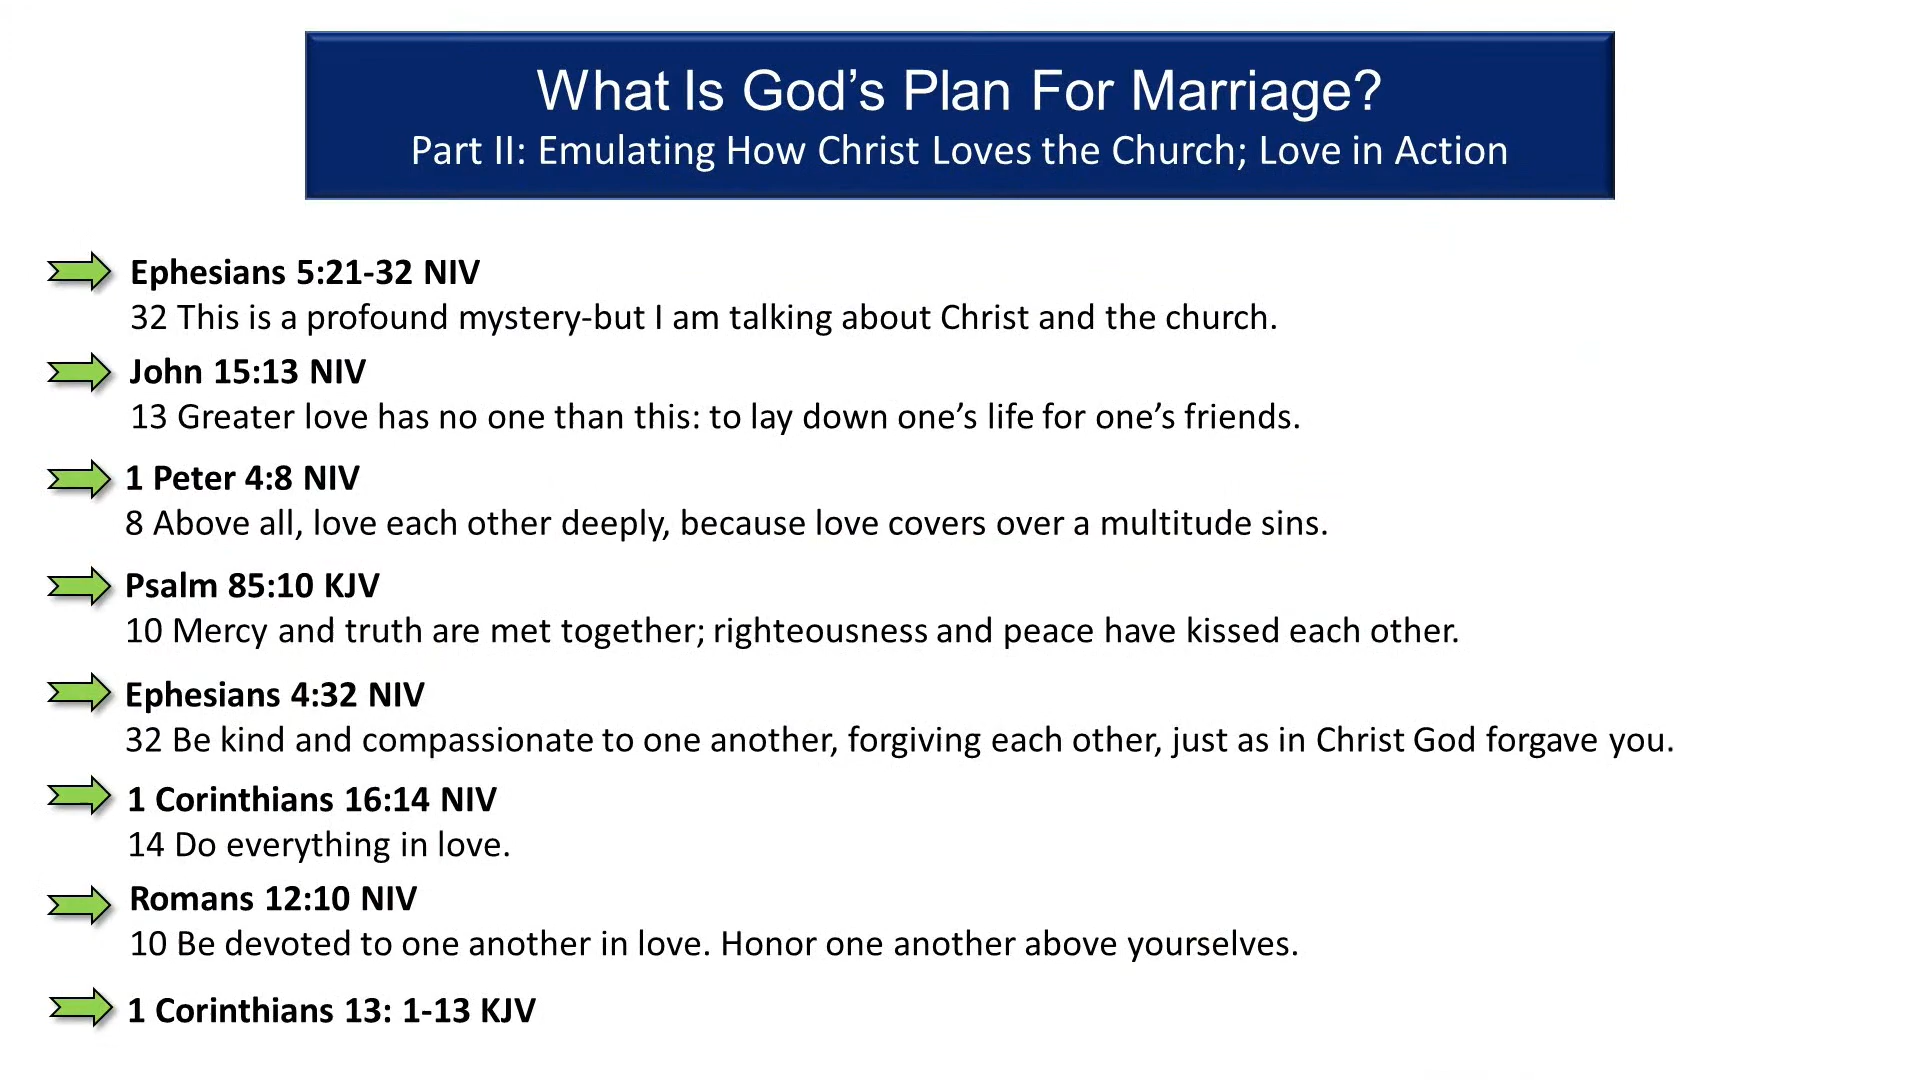 What Is God’s Plan For Marriage?
Part II: Emulating How Christ Loves the Church; Love in Action
Ephesians 5:21-32 NIV
32 This is a profound mystery-but I am talking about Christ and the church.
John 15:13 NIV
13 Greater love has no one than this: to lay down one’s life for one’s friends.
1 Peter 4:8 NIV
8 Above all, love each other deeply, because love covers over a multitude sins.
Psalm 85:10 KJV
10 Mercy and truth are met together; righteousness and peace have kissed each other.
Ephesians 4:32 NIV
32 Be kind and compassionate to one another, forgiving each other, just as in Christ God forgave you.
1 Corinthians 16:14 NIV
14 Do everything in love.
Romans 12:10 NIV
10 Be devoted to one another in love. Honor one another above yourselves.
1 Corinthians 13: 1-13 KJV